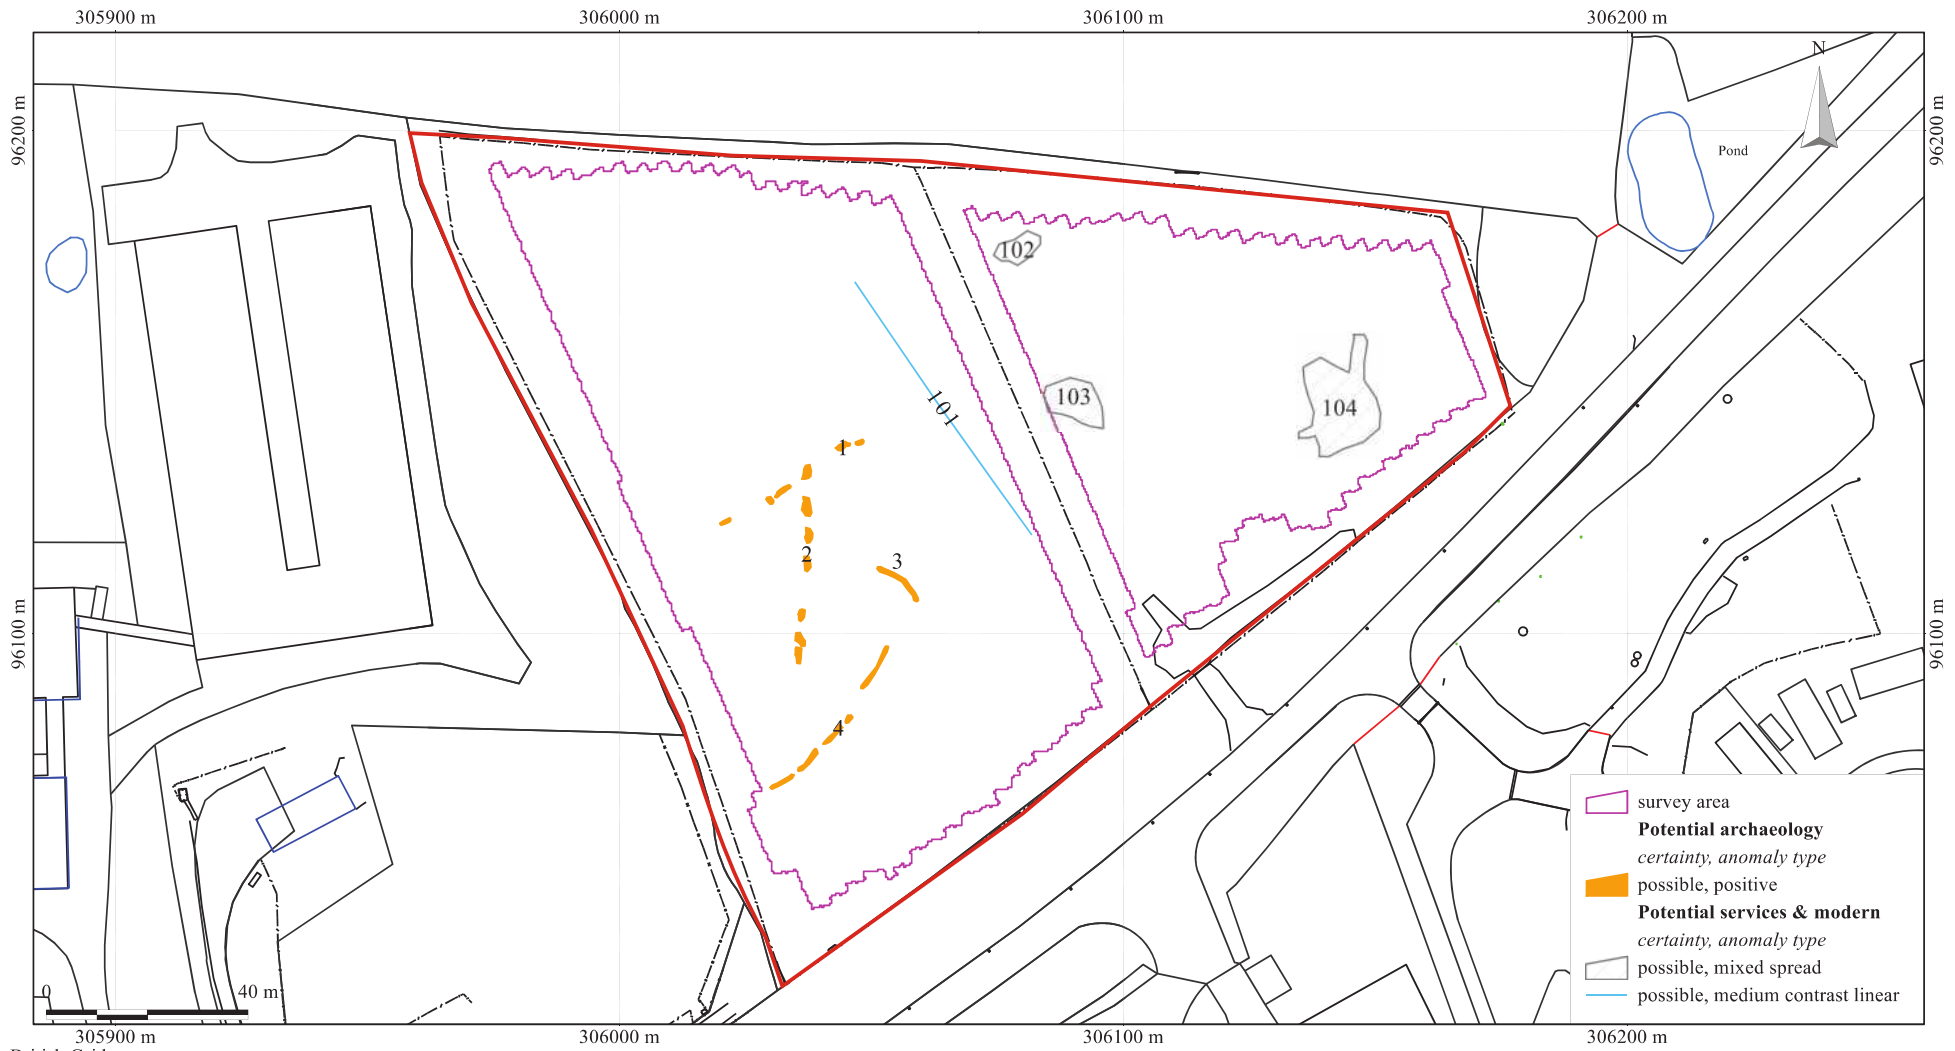 305900 m 306000 m 306100 m 306200 m
N
96200 m 96200 m
Pond
102
103
104
101
1
2
3
96100 m 96100 m
4
survey area
Potential archaeology
certainty, anomaly type
possible, positive
Potential services & modern
certainty, anomaly type
possible, mixed spread
possible, medium contrast linear
0 40 m
305900 m 306000 m 306100 m 306200 m